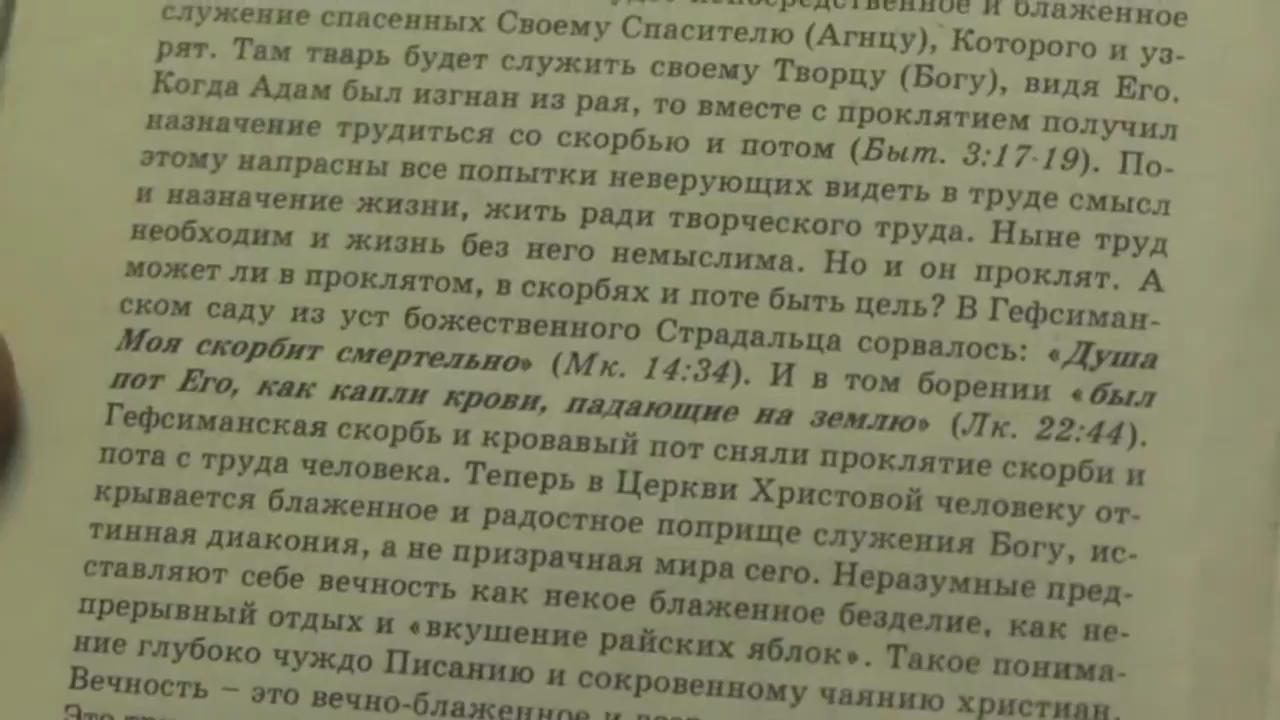 непосредственное и блаженное
служение спасенных Своему Спасителю (Агнцу), Которого и уз-
рят. Там тварь будет служить своему Творцу (Богу), видя Его.
Когда Адам был изгнан из рая, то вместе с проклятием получил
назначение трудиться со скорбью и потом (Быт. 3:17-19). По-
этому напрасны все попытки неверующих видеть в труде смысл
и назначение жизни, жить ради творческого труда. Ныне труд
необходим и жизнь без него немыслима. Но и он проклят. А
может ли в проклятом, в скорбях и поте быть цель? В Гефсиман-
ском саду из уст божественного Страдальца сорвалось: «Душа
Моя скорбит смертельно» (Мк. 14:34). И в том борении «был
пот Его, как капли крови, падающие на землю» (Лк. 22:44).
Гефсиманская скорбь и кровавый пот сняли проклятие скорби и
пота с труда человека. Теперь в Церкви Христовой человеку от-
крывается блаженное и радостное поприще служения Богу, ис-
тинная диакония, а не призрачная мира сего. Неразумные пред-
ставляют себе вечность как некое блаженное безделие, как не-
прерывный отдых и «вкушение райских яблок». Такое понима-
ние глубоко чуждо Писанию и сокровенному чаянию христиан.
Вечность – это вечно-блаженное и
Это